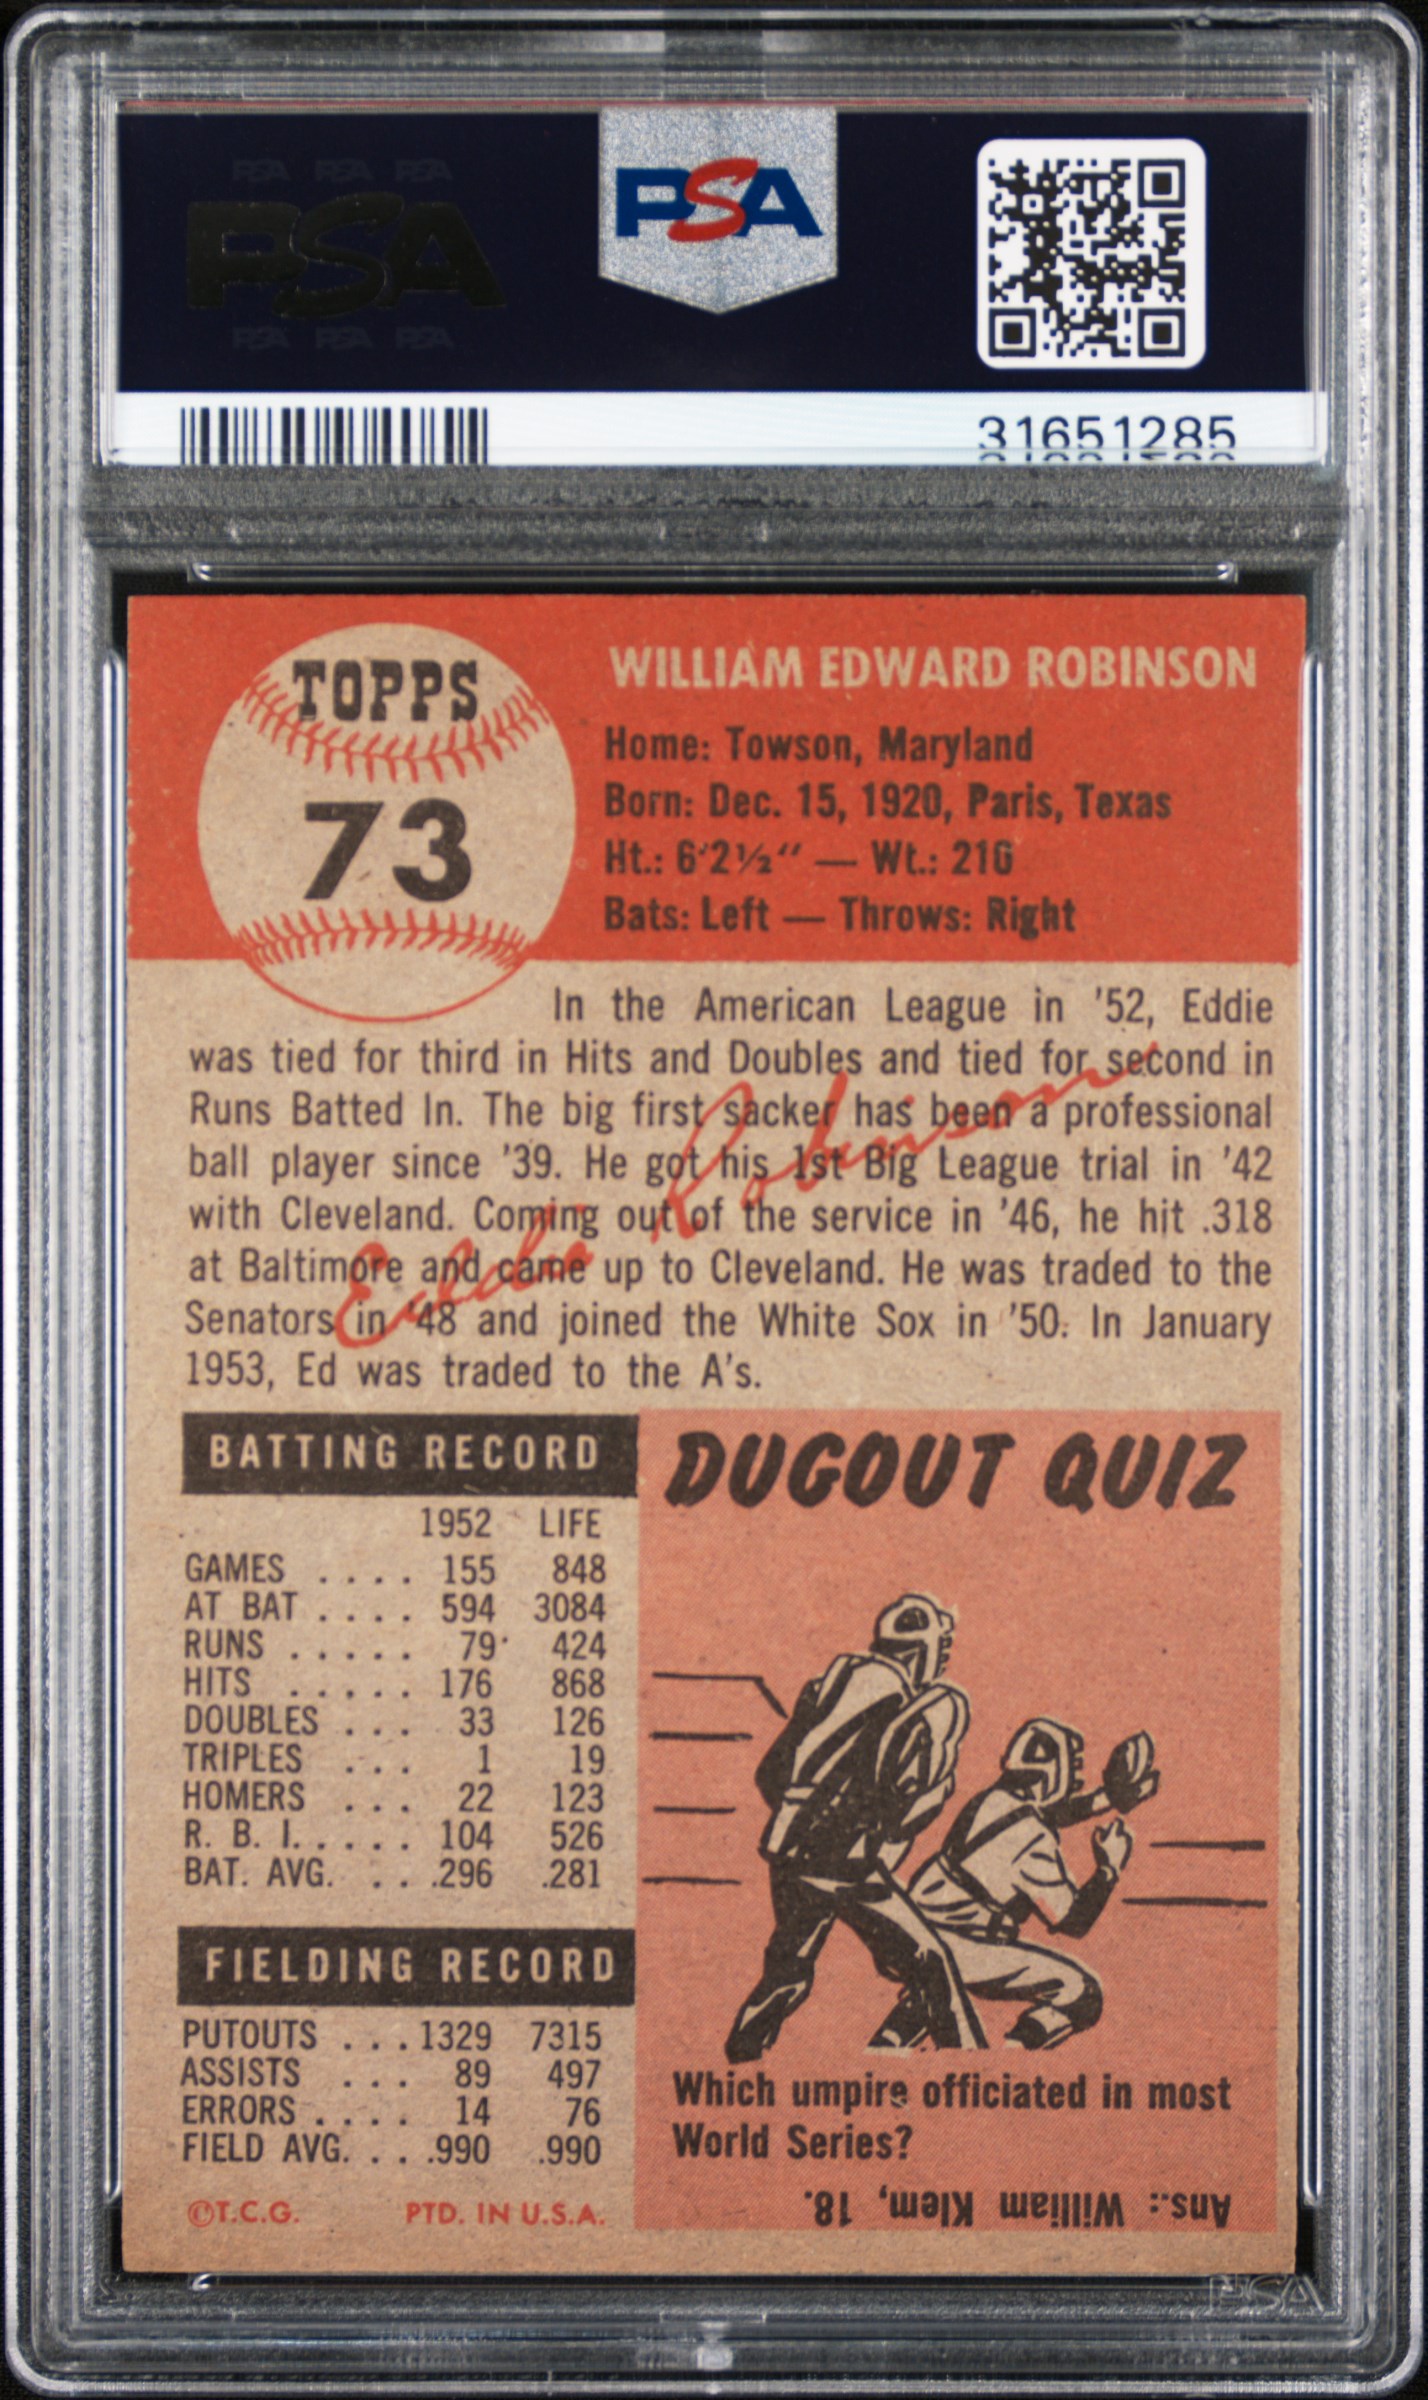 PSA PSA PSA
PSA
PSA PSA PSA
PSA
31651285
TOPPS
73
WILLIAM EDWARD ROBINSON
Home: Towson, Maryland
Born: Dec. 15, 1920, Paris, Texas
Ht.: 6'2½" — Wt.: 216
Bats: Left — Throws: Right
In the American League in '52, Eddie
was tied for third in Hits and Doubles and tied for second in
Runs Batted In. The big first sacker has been a professional
ball player since '39. He got his 1st Big League trial in '42
with Cleveland. Coming out of the service in '46, he hit .318
at Baltimore and came up to Cleveland. He was traded to the
Senators in '48 and joined the White Sox in '50. In January
1953, Ed was traded to the A's.
Eddie Robinson
BATTING RECORD
1952 LIFE
GAMES .... 155 848
AT BAT .... 594 3084
RUNS ..... 79 424
HITS ..... 176 868
DOUBLES ... 33 126
TRIPLES ... 1 19
HOMERS ... 22 123
R. B. I. .... 104 526
BAT. AVG. ... .296 .281
FIELDING RECORD
PUTOUTS ... 1329 7315
ASSISTS ... 89 497
ERRORS .... 14 76
FIELD AVG. ... .990 .990
©T.C.G. PTD. IN U.S.A.
DUGOUT QUIZ
Which umpire officiated in most
World Series?
Ans.: William Klem, 18.
PSA